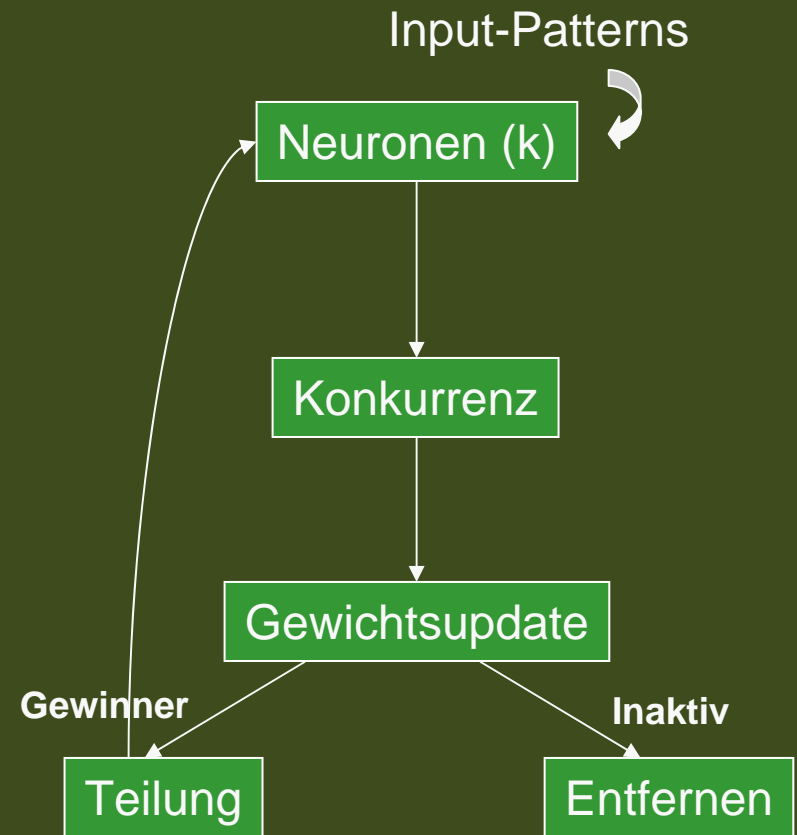 Input-Patterns
Neuronen (k)
Konkurrenz
Gewichtsupdate
Gewinner
Inaktiv
Teilung
Entfernen